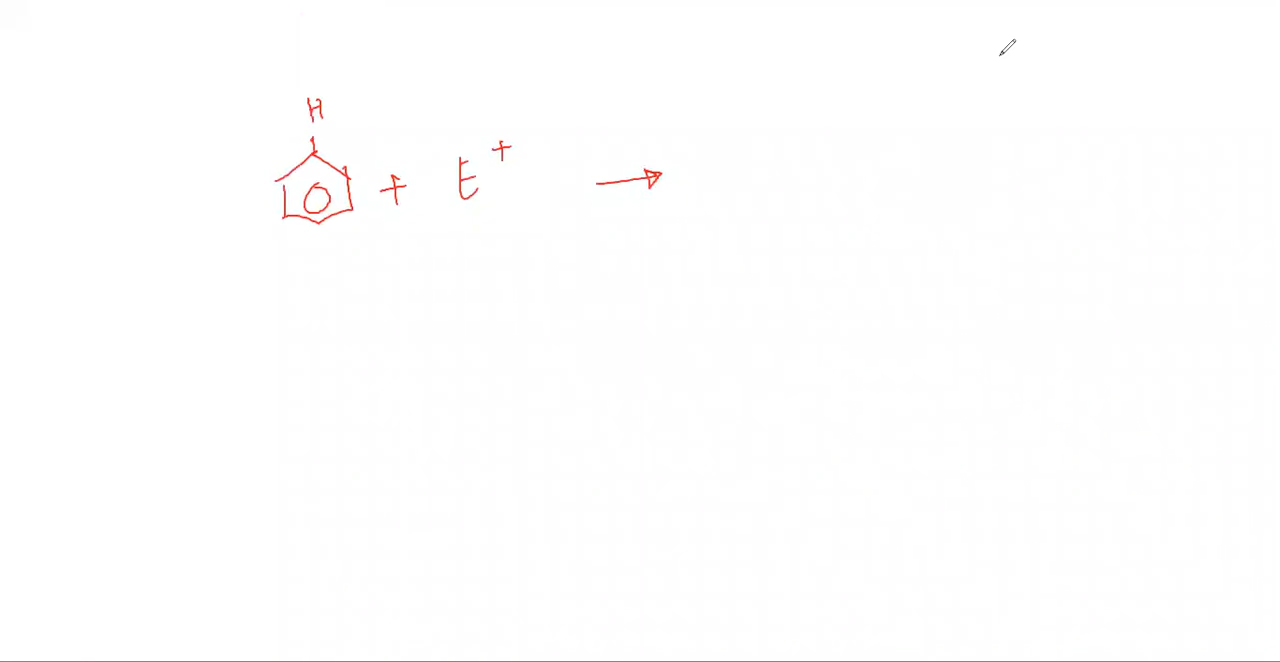 H
+ E+ →